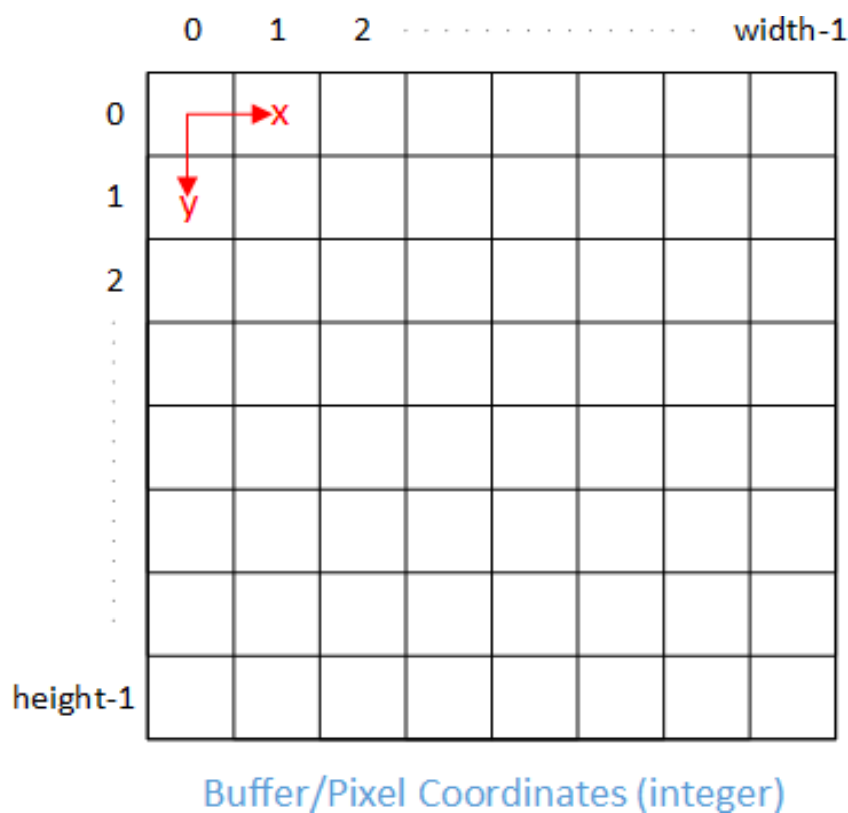 0 1 2 width-1
0
x
1
y
2
height-1
Buffer/Pixel Coordinates (integer)